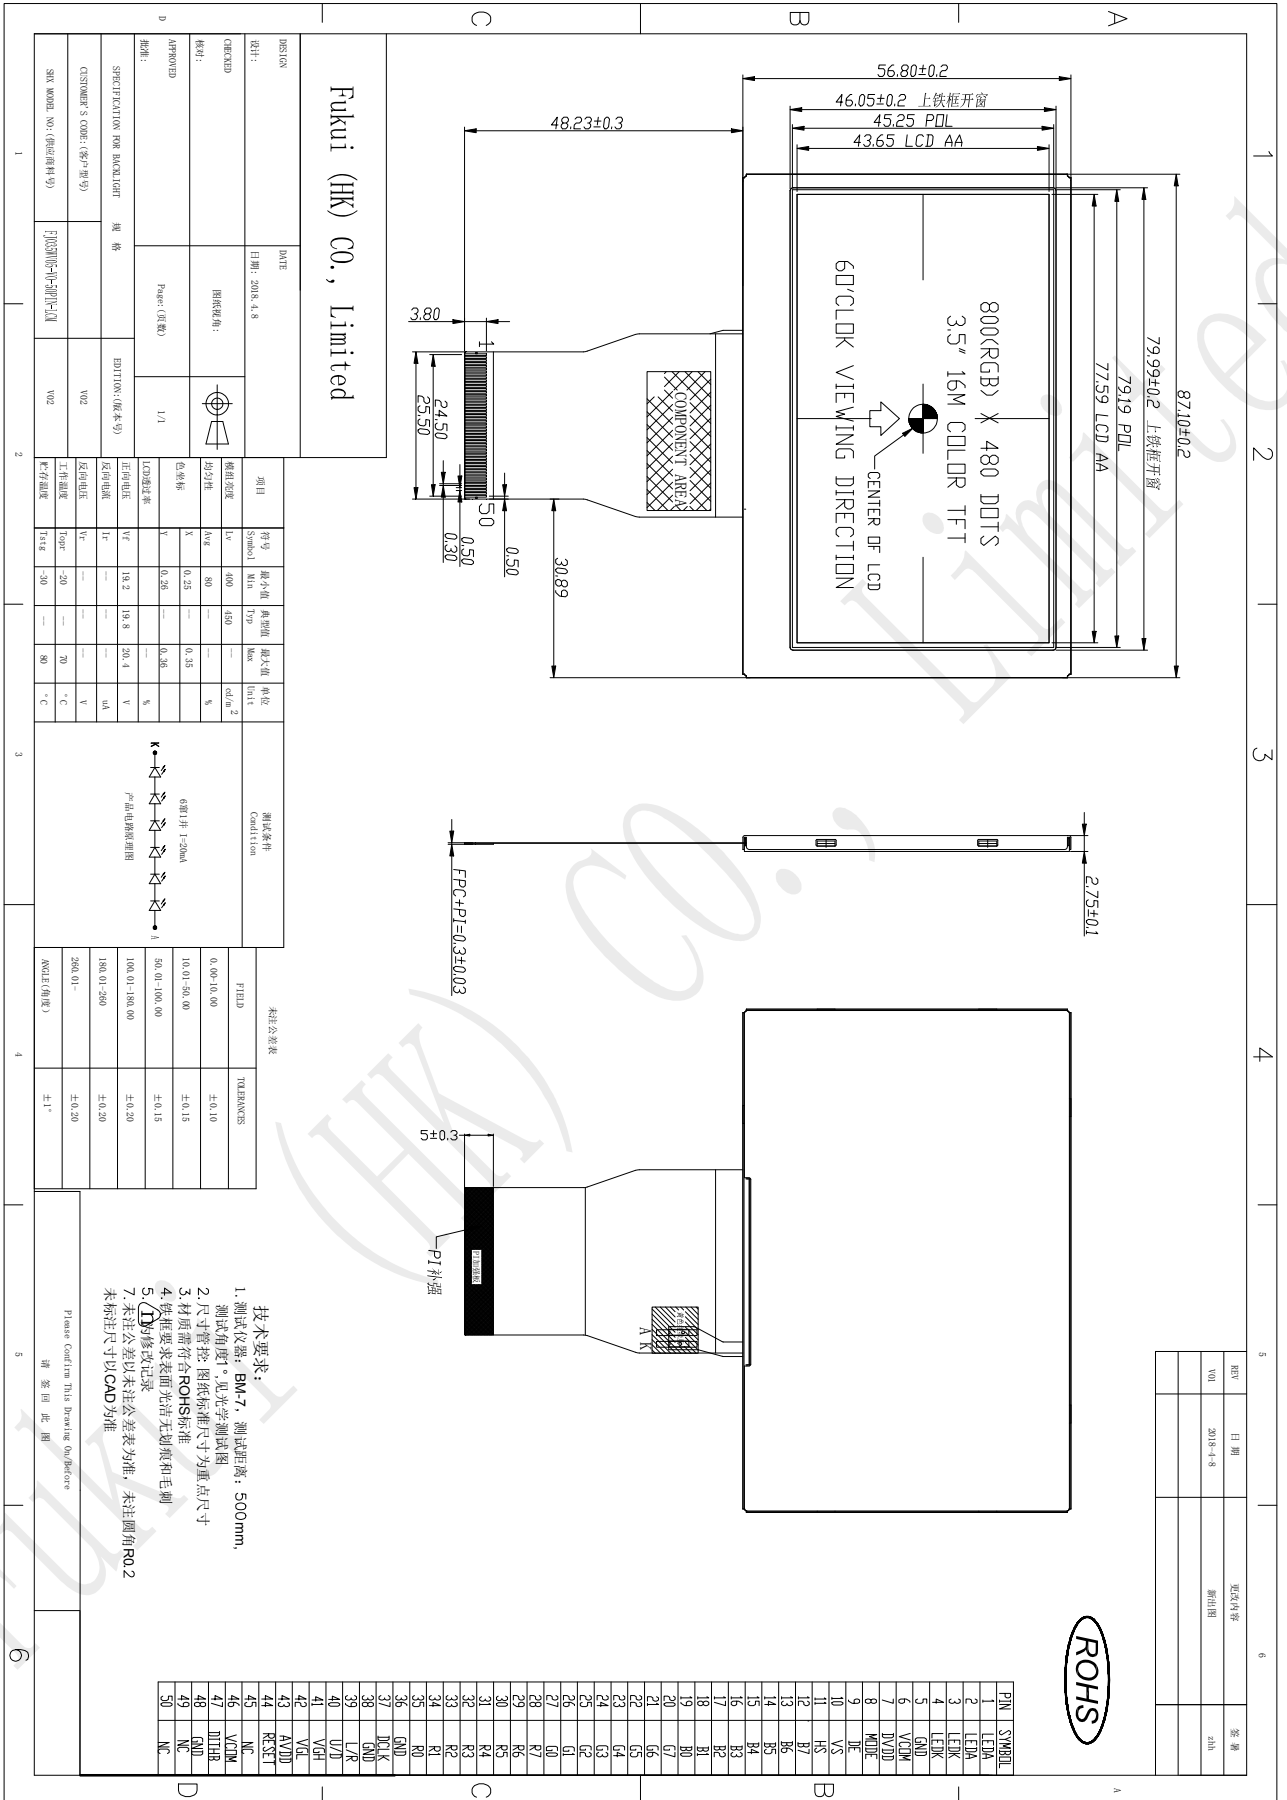 1
2
3
4
5
6
A
B
C
D
REV
日 期
更改内容
签 署
V01
2018-4-8
新出图
zhh
ROHS
87.10±0.2
79.99±0.2 上铁框开窗
79.19 POL
77.59 LCD AA
56.80±0.2
46.05±0.2 上铁框开窗
45.25 POL
43.65 LCD AA
800(RGB) X 480 DOTS
3.5" 16M COLOR TFT
CENTER OF LCD
6O'CLOK VIEWING DIRECTION
COMPONENT AREA
48.23±0.3
3.80
1
50
24.50
25.50
0.50
0.50
0.30
30.89
2.75±0.1
FPC+PI=0.3±0.03
5±0.3
PI加强板
PI 补强
A
K
PIN SYMBOL
1 LEDA
2 LEDA
3 LEDK
4 LEDK
5 GND
6 VCOM
7 DVDD
8 MODE
9 DE
10 VS
11 HS
12 B7
13 B6
14 B5
15 B4
16 B3
17 B2
18 B1
19 B0
20 G7
21 G6
22 G5
23 G4
24 G3
25 G2
26 G1
27 G0
28 R7
29 R6
30 R5
31 R4
32 R3
33 R2
34 R1
35 R0
36 GND
37 DCLK
38 GND
39 L/R
40 U/D
41 VGH
42 VGL
43 AVDD
44 RESET
45 NC
46 VCOM
47 DITHB
48 GND
49 NC
50 NC
Fukui (HK) CO., Limited
DESIGN
设计:
DATE
日期: 2018.4.8
CHECKED
核对:
图纸视角:
APPROVED
批准:
Page:(页数)
1/1
SPECIFICATION FOR BACKLIGHT 规 格
EDITION:(版本号)
CUSTOMER'S CODE:(客户型号)
V02
SHX MODEL NO:(供应商料号)
FJ035W05-V0-50PIN-LCM
V02
项目 符号 Symbol 最小值 Min 典型值 Typ 最大值 Max 单位 Unit 测试条件 Condition
模组亮度 Lv 400 450 — cd/m2
均匀性 Avg 80 — — %
色坐标 X 0.25 — 0.35
Y 0.26 — 0.36
LCD透过率 — %
正向电压 Vf 19.2 19.8 20.4 V
反向电流 Ir — — — uA
反向电压 Vr — — — V
工作温度 Topr -20 — 70 °C
贮存温度 Tstg -30 — 80 °C
6串1并 I=20mA
K
A
产品电路原理图
未注公差表
FIELD TOLERANCES
0.00-10.00 ±0.10
10.01-50.00 ±0.15
50.01-100.00 ±0.15
100.01-180.00 ±0.20
180.01-260 ±0.20
260.01- ±0.20
ANGLE(角度) ±1°
技术要求:
1.测试仪器: BM-7, 测试距离: 500mm,
测试角度1°,见光学测试图
2.尺寸管控: 图纸标准尺寸为重点尺寸
3.材质需符合ROHS标准
4.铁框要求表面光洁无划痕和毛刺
5. n 为修改记录
7.未注公差以未注公差表为准, 未注圆角R0.2
未标注尺寸以CAD为准
Please Confirm This Drawing On/Before
请 签 回 此 图
Fukui (HK) CO., Limited